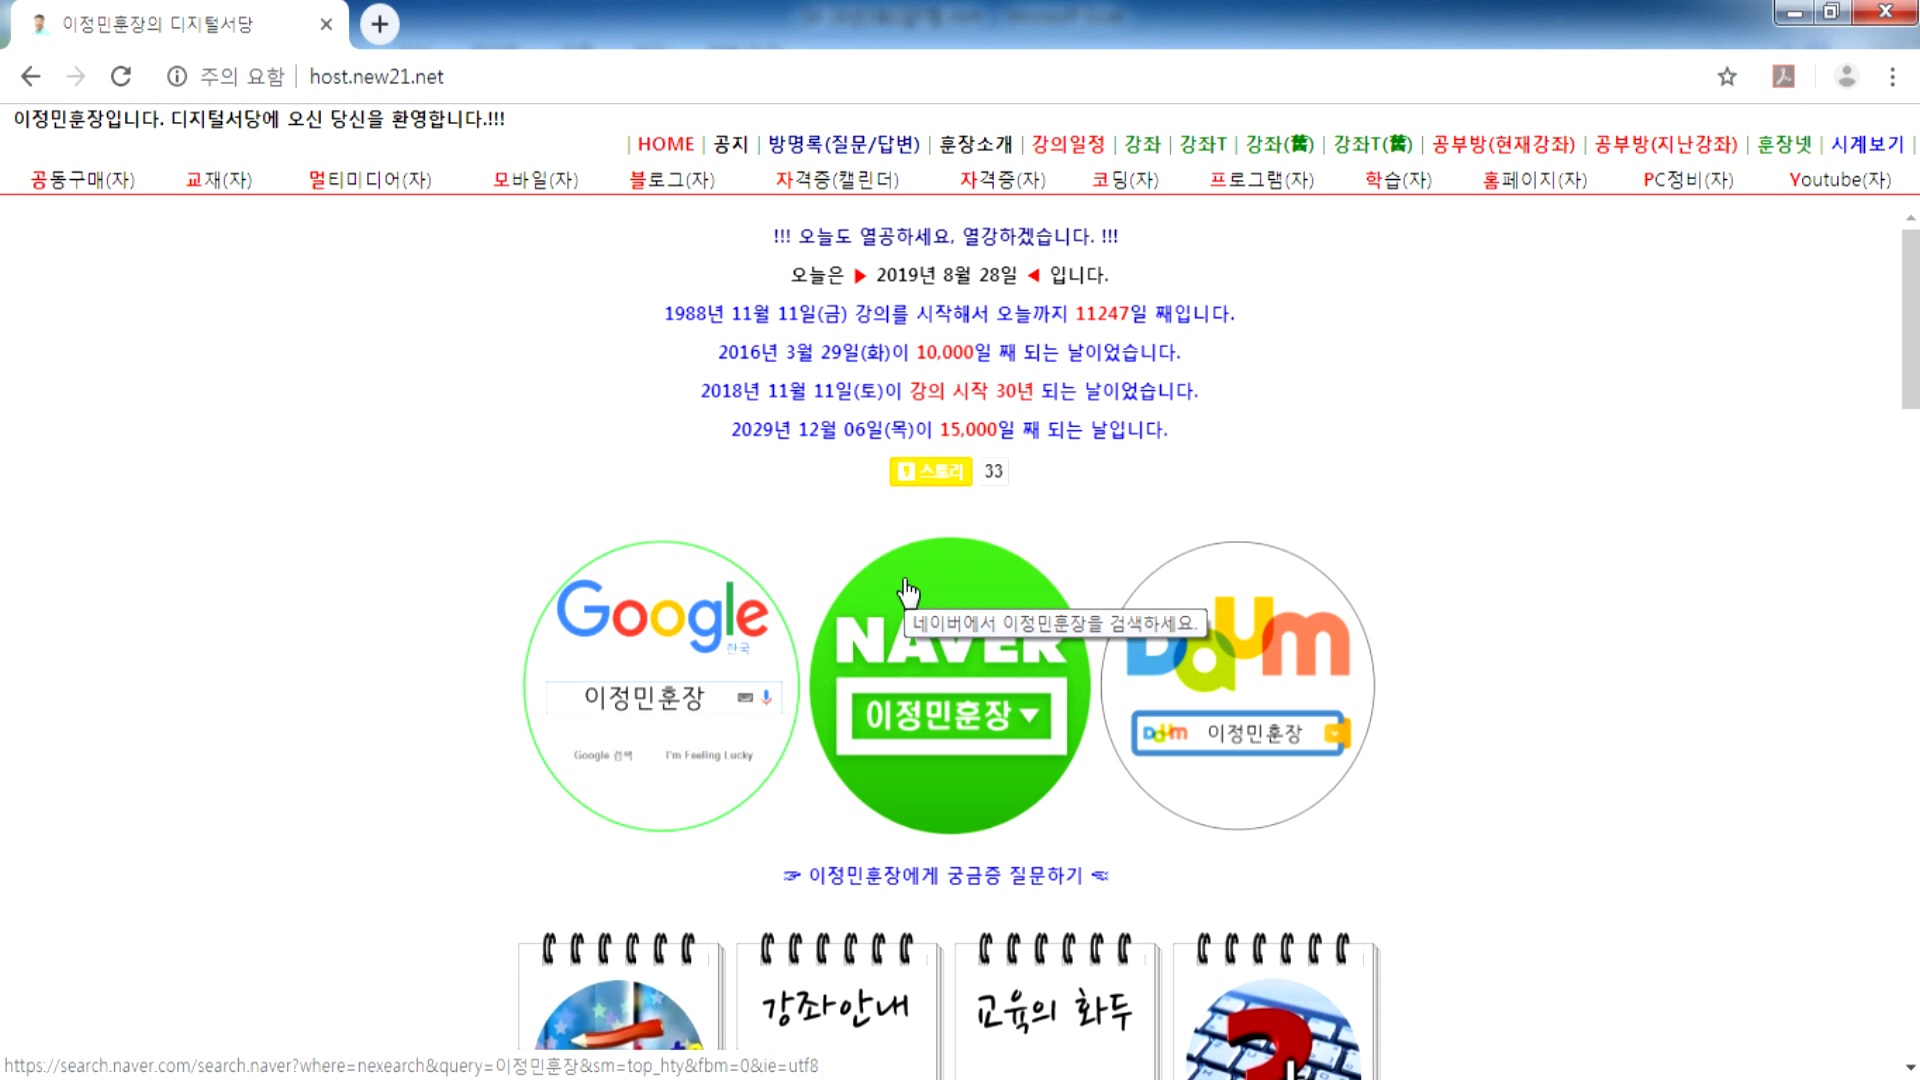 이정민훈장의 디지털서당
주의 요함 host.new21.net
이정민훈장입니다. 디지털서당에 오신 당신을 환영합니다.!!!
| HOME | 공지 | 방명록(질문/답변) | 훈장소개 | 강의일정 | 강좌 | 강좌T | 강좌(舊) | 강좌T(舊) | 공부방(현재강좌) | 공부방(지난강좌) | 훈장넷 | 시계보기 |
공동구매(자) 교재(자) 멀티미디어(자) 모바일(자) 블로그(자) 자격증(캘린더) 자격증(자) 코딩(자) 프로그램(자) 학습(자) 홈페이지(자) PC정비(자) Youtube(자)
!!! 오늘도 열공하세요, 열강하겠습니다. !!!
오늘은 ▶ 2019년 8월 28일 ◀ 입니다.
1988년 11월 11일(금) 강의를 시작해서 오늘까지 11247일 째입니다.
2016년 3월 29일(화)이 10,000일 째 되는 날이었습니다.
2018년 11월 11일(토)이 강의 시작 30년 되는 날이었습니다.
2029년 12월 06일(목)이 15,000일 째 되는 날입니다.
스토리 33
Google
한국
이정민훈장
Google 검색 I'm Feeling Lucky
NAVER
이정민훈장▼
네이버에서 이정민훈장을 검색하세요.
Daum
Daum 이정민훈장
☞ 이정민훈장에게 궁금증 질문하기 ☜
강좌안내
교육의 화두
?
https://search.naver.com/search.naver?where=nexearch&query=이정민훈장&sm=top_hty&fbm=0&ie=utf8